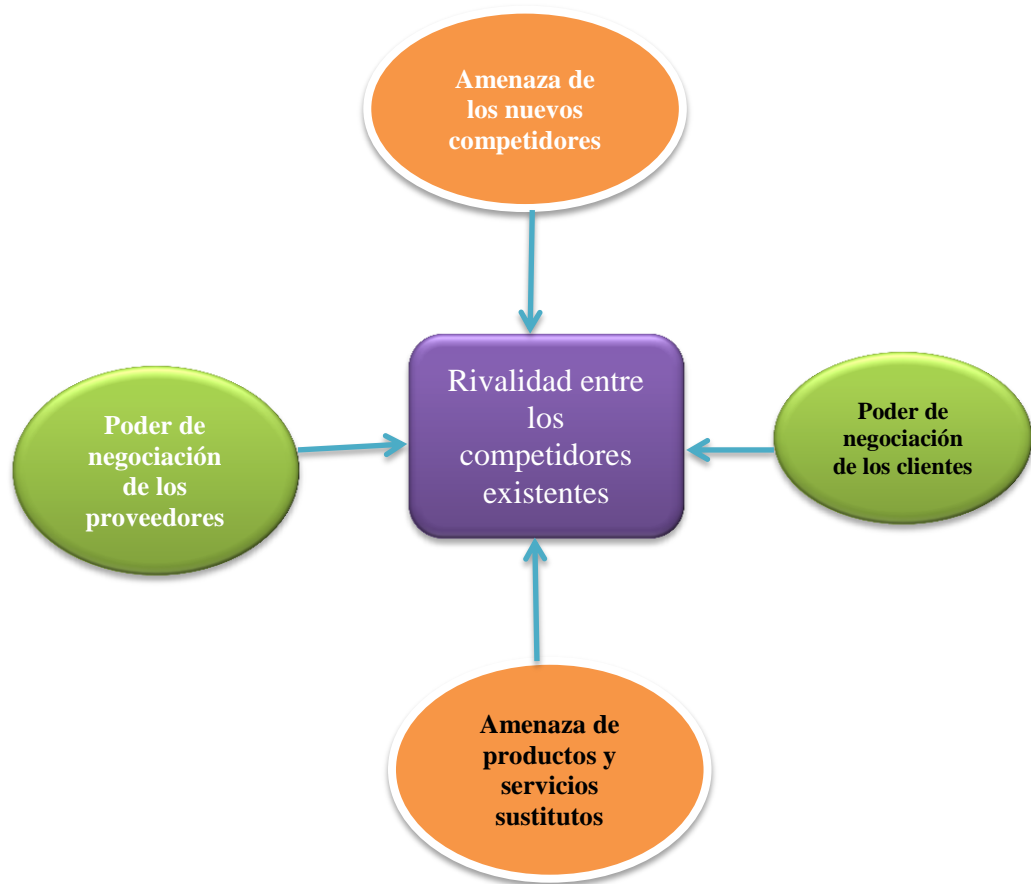 Amenaza de
los nuevos
competidores
Rivalidad entre
los
competidores
existentes
Poder de
negociación
de los
proveedores
Poder de
negociación
de los clientes
Amenaza de
productos y
servicios
sustitutos